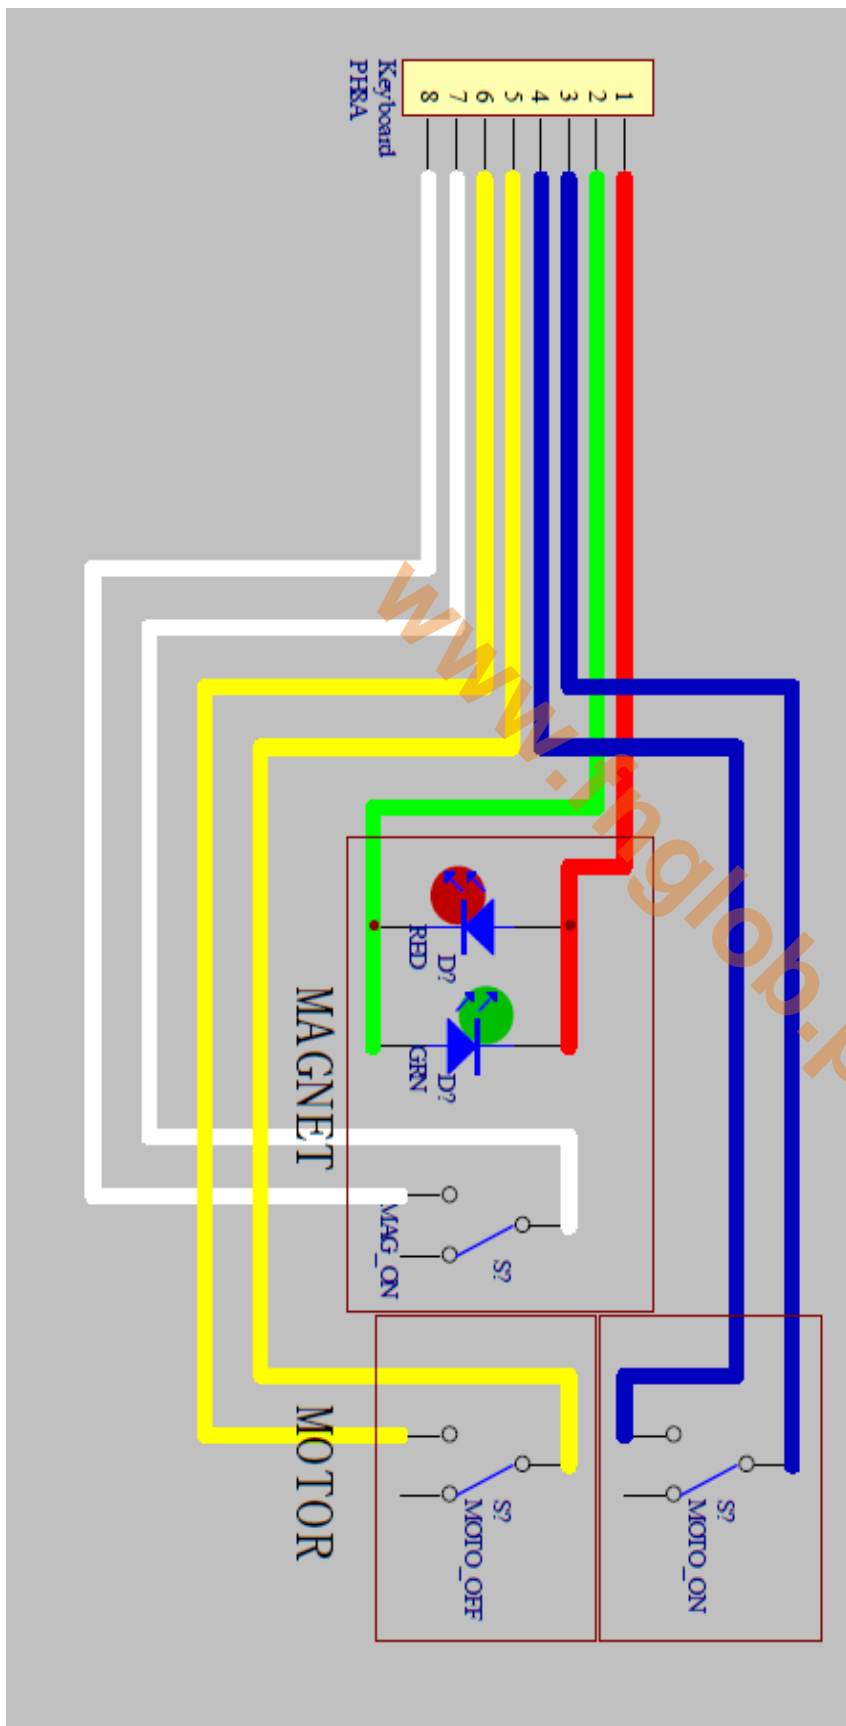 Keyboard
PH8A
8
7
6
5
4
3
2
1
www.fnglob.p
RED
D?
GRN
D?
MAGNET
MAG_ON
S?
MOTOR
S?
MOTO_OFF
S?
MOTO_ON